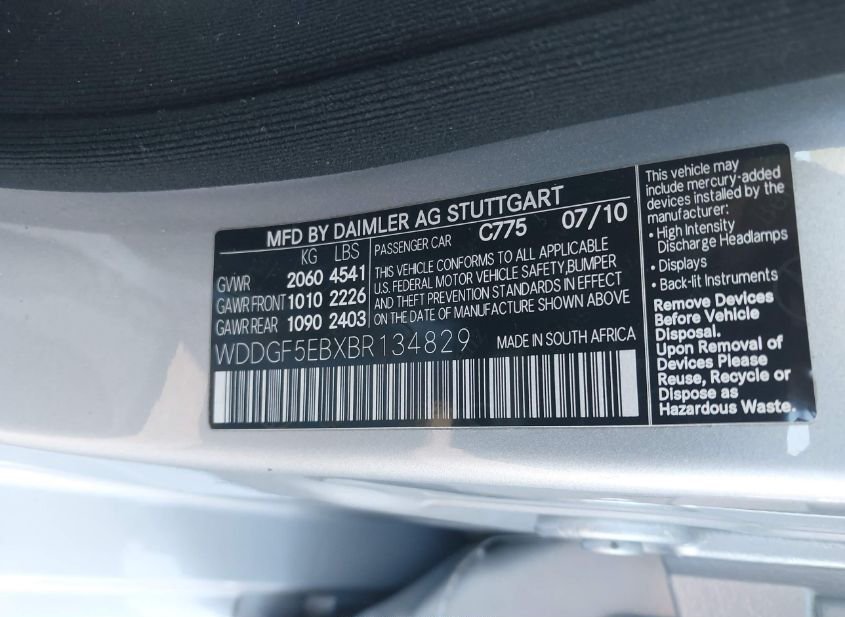 MFD BY DAIMLER AG STUTTGART
KG LBS
GVWR 2060 4541
GAWR FRONT 1010 2226
GAWR REAR 1090 2403
PASSENGER CAR C775 07/10
THIS VEHICLE CONFORMS TO ALL APPLICABLE
U.S. FEDERAL MOTOR VEHICLE SAFETY,BUMPER
AND THEFT PREVENTION STANDARDS IN EFFECT
ON THE DATE OF MANUFACTURE SHOWN ABOVE
WDDGF5EBXBR134829 MADE IN SOUTH AFRICA
This vehicle may
include mercury-added
devices installed by the
manufacturer:
• High Intensity
Discharge Headlamps
• Displays
• Back-lit Instruments
Remove Devices
Before Vehicle
Disposal.
Upon Removal of
Devices Please
Reuse, Recycle or
Dispose as
Hazardous Waste.